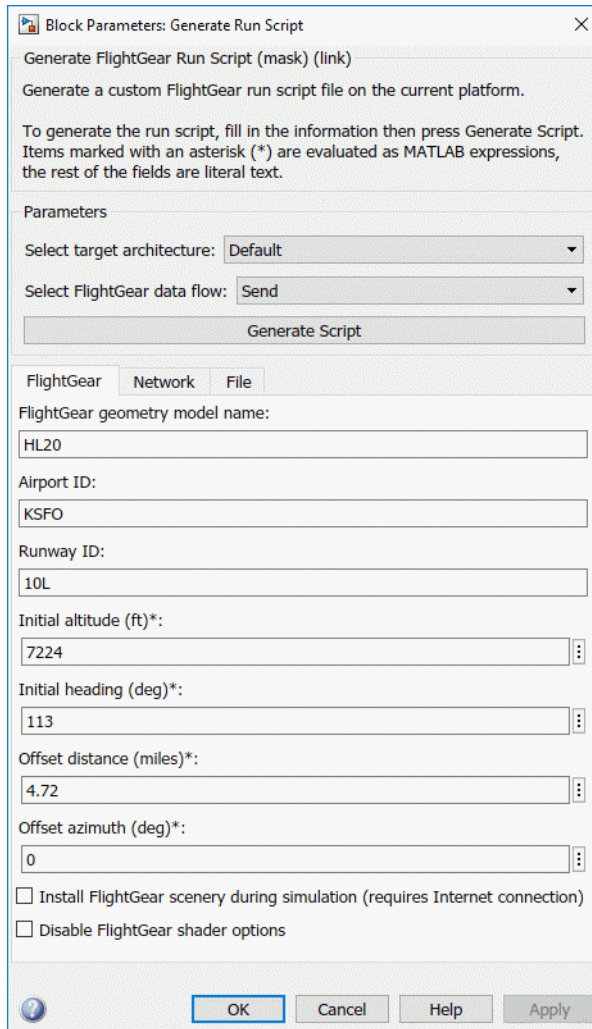 Block Parameters: Generate Run Script
Generate FlightGear Run Script (mask) (link)
Generate a custom FlightGear run script file on the current platform.
To generate the run script, fill in the information then press Generate Script.
Items marked with an asterisk (*) are evaluated as MATLAB expressions,
the rest of the fields are literal text.
Parameters
Select target architecture: Default
Select FlightGear data flow: Send
Generate Script
FlightGear Network File
FlightGear geometry model name:
HL20
Airport ID:
KSFO
Runway ID:
10L
Initial altitude (ft)*:
7224
Initial heading (deg)*:
113
Offset distance (miles)*:
4.72
Offset azimuth (deg)*:
0
Install FlightGear scenery during simulation (requires Internet connection)
Disable FlightGear shader options
? OK Cancel Help Apply